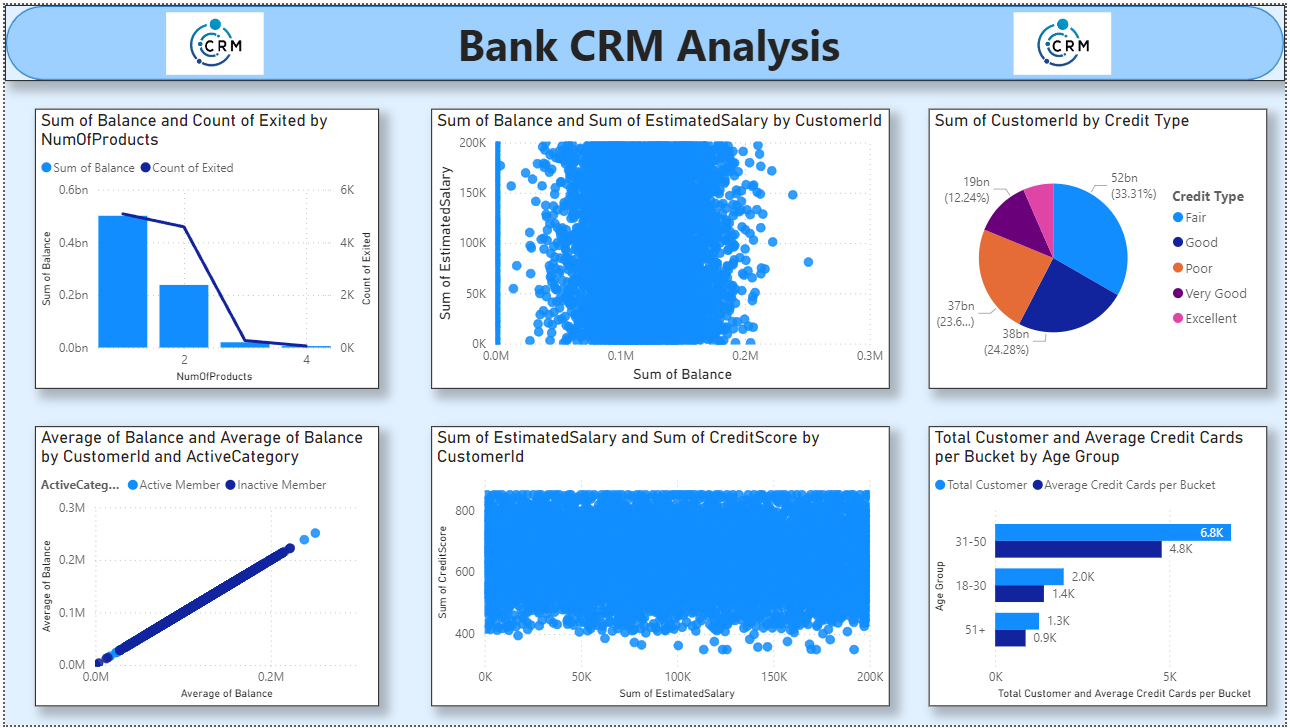 CRM
Bank CRM Analysis
CRM
Sum of Balance and Count of Exited by
NumOfProducts
Sum of Balance Count of Exited
0.6bn
0.4bn
0.2bn
0.0bn
6K
4K
2K
0K
2 4
Sum of Balance
Count of Exited
NumOfProducts
Sum of Balance and Sum of EstimatedSalary by CustomerId
200K
150K
100K
50K
0K
0.0M 0.1M 0.2M 0.3M
Sum of EstimatedSalary
Sum of Balance
Sum of CustomerId by Credit Type
52bn
(33.31%)
19bn
(12.24%)
37bn
(23.6...)
38bn
(24.28%)
Credit Type
Fair
Good
Poor
Very Good
Excellent
Average of Balance and Average of Balance
by CustomerId and ActiveCategory
ActiveCateg... Active Member Inactive Member
0.3M
0.2M
0.1M
0.0M
0.0M 0.2M
Average of Balance
Average of Balance
Sum of EstimatedSalary and Sum of CreditScore by
CustomerId
800
600
400
0K 50K 100K 150K 200K
Sum of CreditScore
Sum of EstimatedSalary
Total Customer and Average Credit Cards
per Bucket by Age Group
Total Customer Average Credit Cards per Bucket
31-50 6.8K
4.8K
18-30 2.0K
1.4K
51+ 1.3K
0.9K
0K 5K
Age Group
Total Customer and Average Credit Cards per Bucket